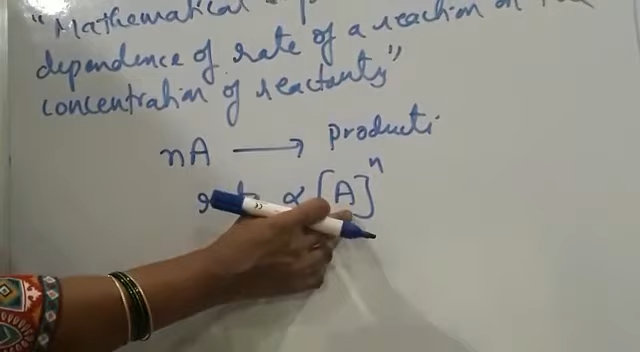 "Mathematical
dependence of rate of a reaction on
concentration of reactants"
nA → producti
∝ [A]ⁿ